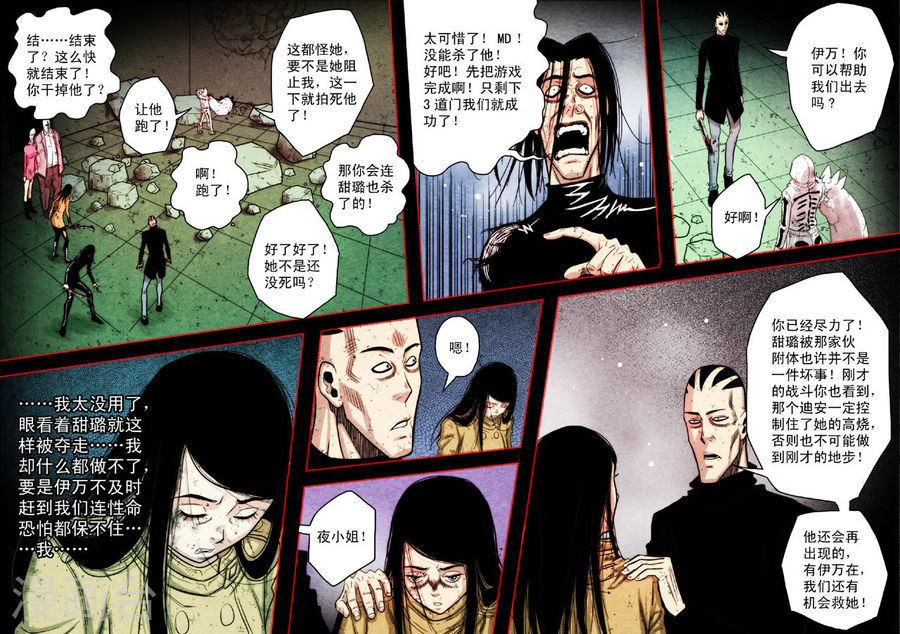 结……结束
了？这么快
就结束了！
你干掉他了？
让他
跑了！
这都怪她，
要不是她阻
止我，这一
下就拍死他
了！
啊！
跑了！
那你会连
甜璐也杀
了的！
好了好了！
她不是还
没死吗？
太可惜了！MD！
没能杀了他！
好吧！先把游戏
完成啊！只剩下
3道门我们就成
功了！
伊万！你
可以帮助
我们出去
吗？
好啊！
……我太没用了，
眼看着甜璐就这
样被夺走……我
却什么都做不了，
要是伊万不及时
赶到我们连性命
恐怕都保不住…
…我……
嗯！
夜小姐！
你已经尽力了！
甜璐被那家伙
附体也许并不是
一件坏事！刚才
的战斗你也看到，
那个迪安一定控
制住了她的高烧，
否则也不可能做
到刚才的地步！
他还会再
出现的，
有伊万在，
我们还有
机会救她！
漫画台